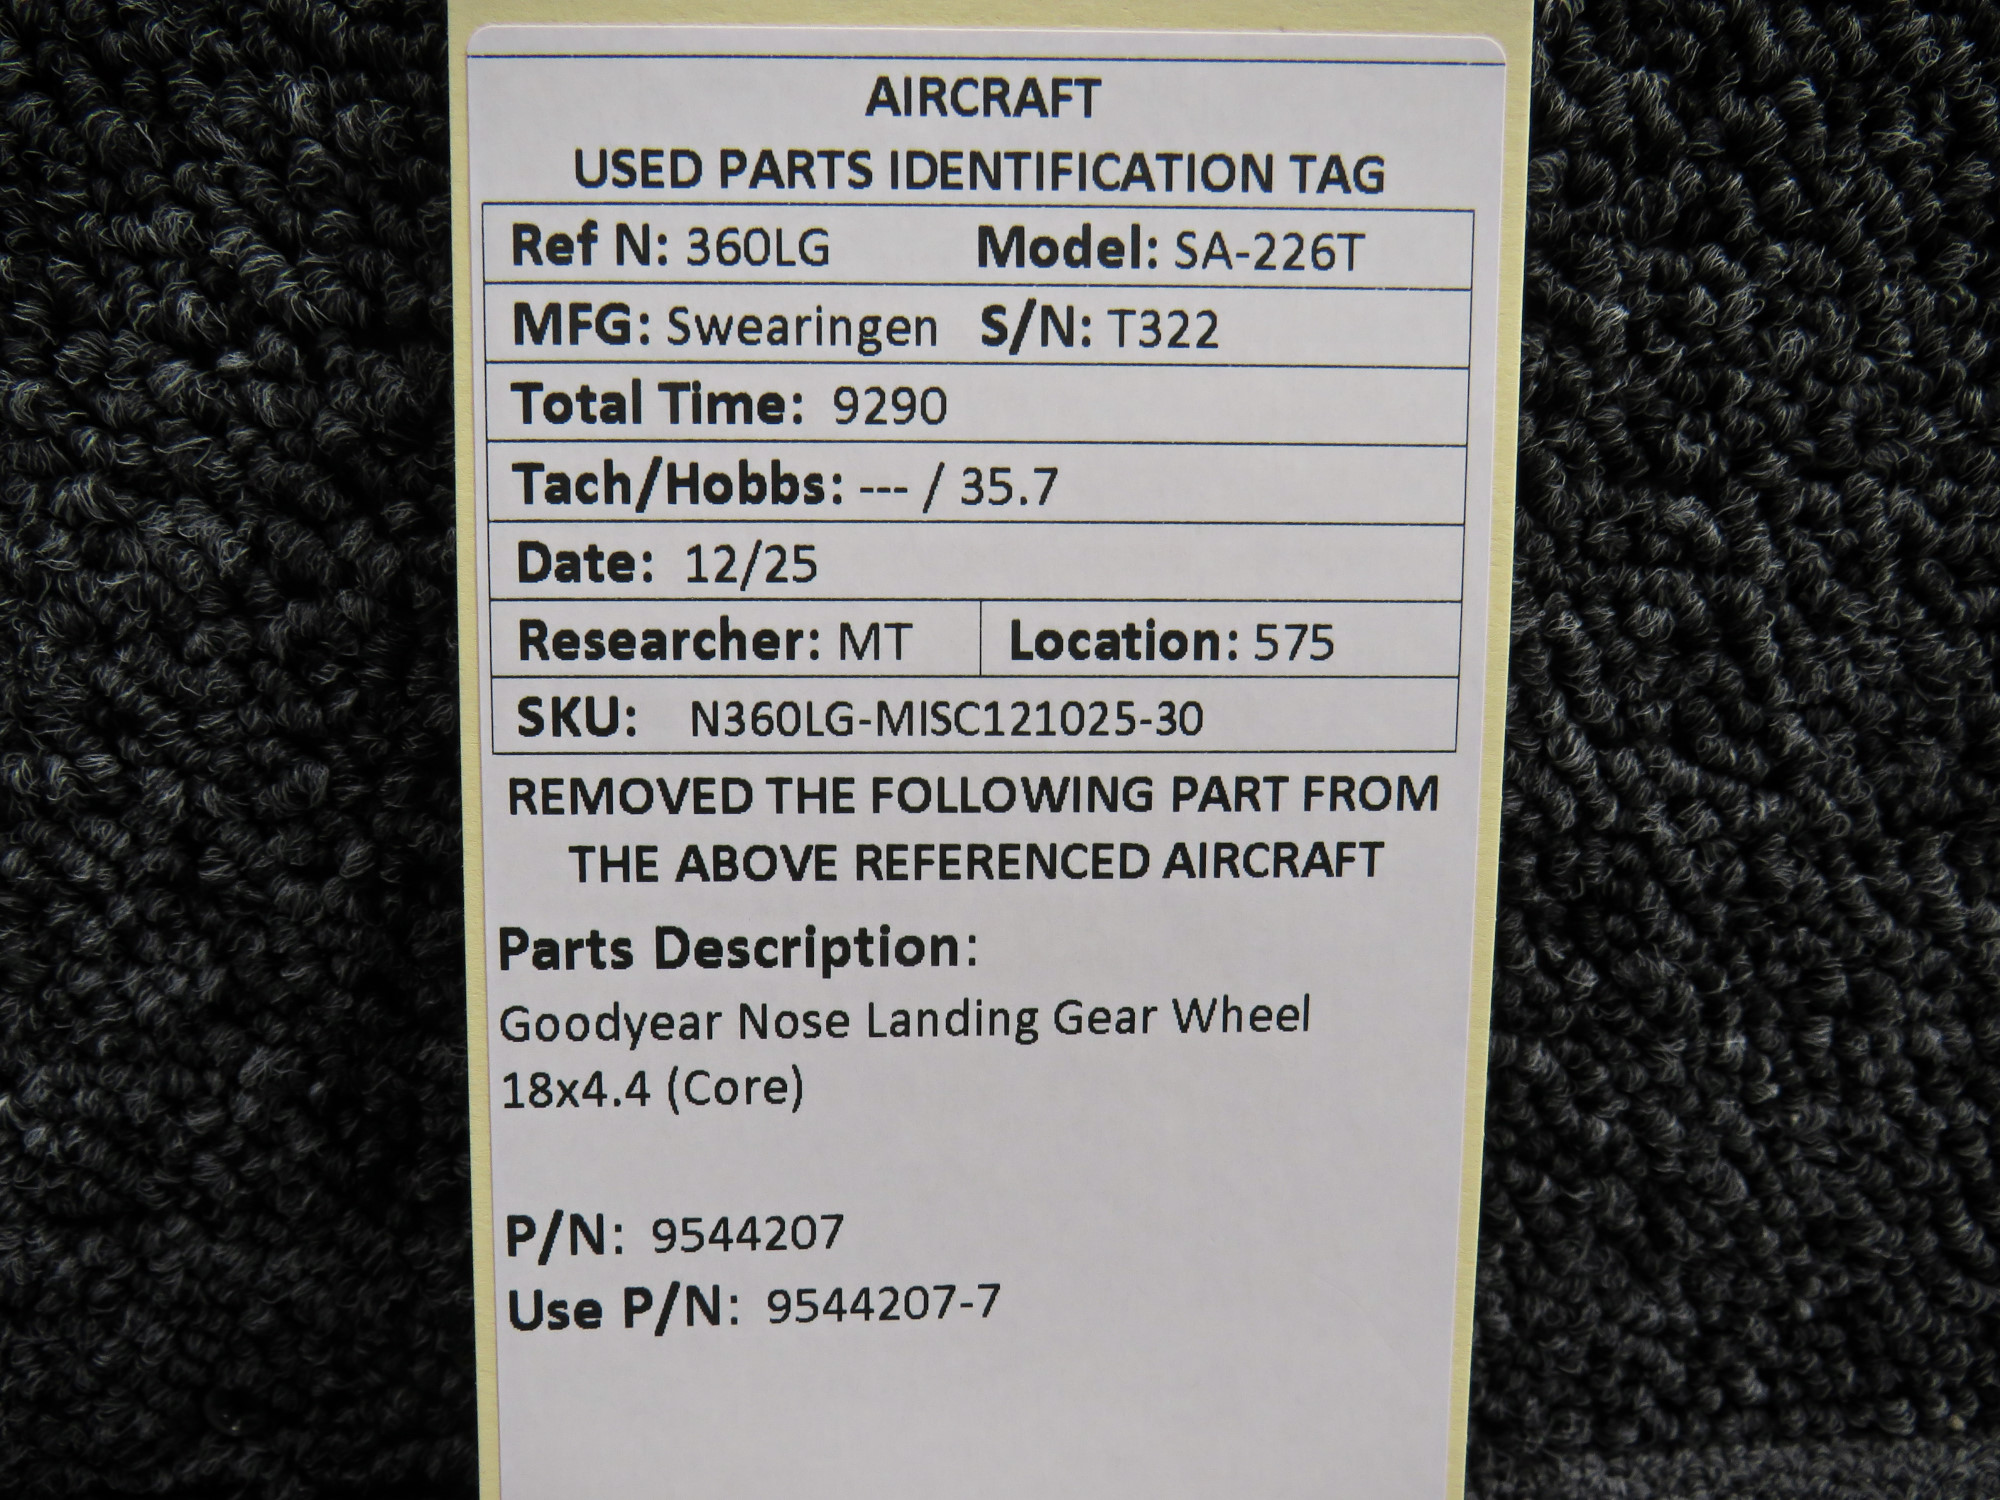 AIRCRAFT
USED PARTS IDENTIFICATION TAG
Ref N: 360LG Model: SA-226T
MFG: Swearingen S/N: T322
Total Time: 9290
Tach/Hobbs: --- / 35.7
Date: 12/25
Researcher: MT Location: 575
SKU: N360LG-MISC121025-30
REMOVED THE FOLLOWING PART FROM
THE ABOVE REFERENCED AIRCRAFT
Parts Description:
Goodyear Nose Landing Gear Wheel
18x4.4 (Core)
P/N: 9544207
Use P/N: 9544207-7